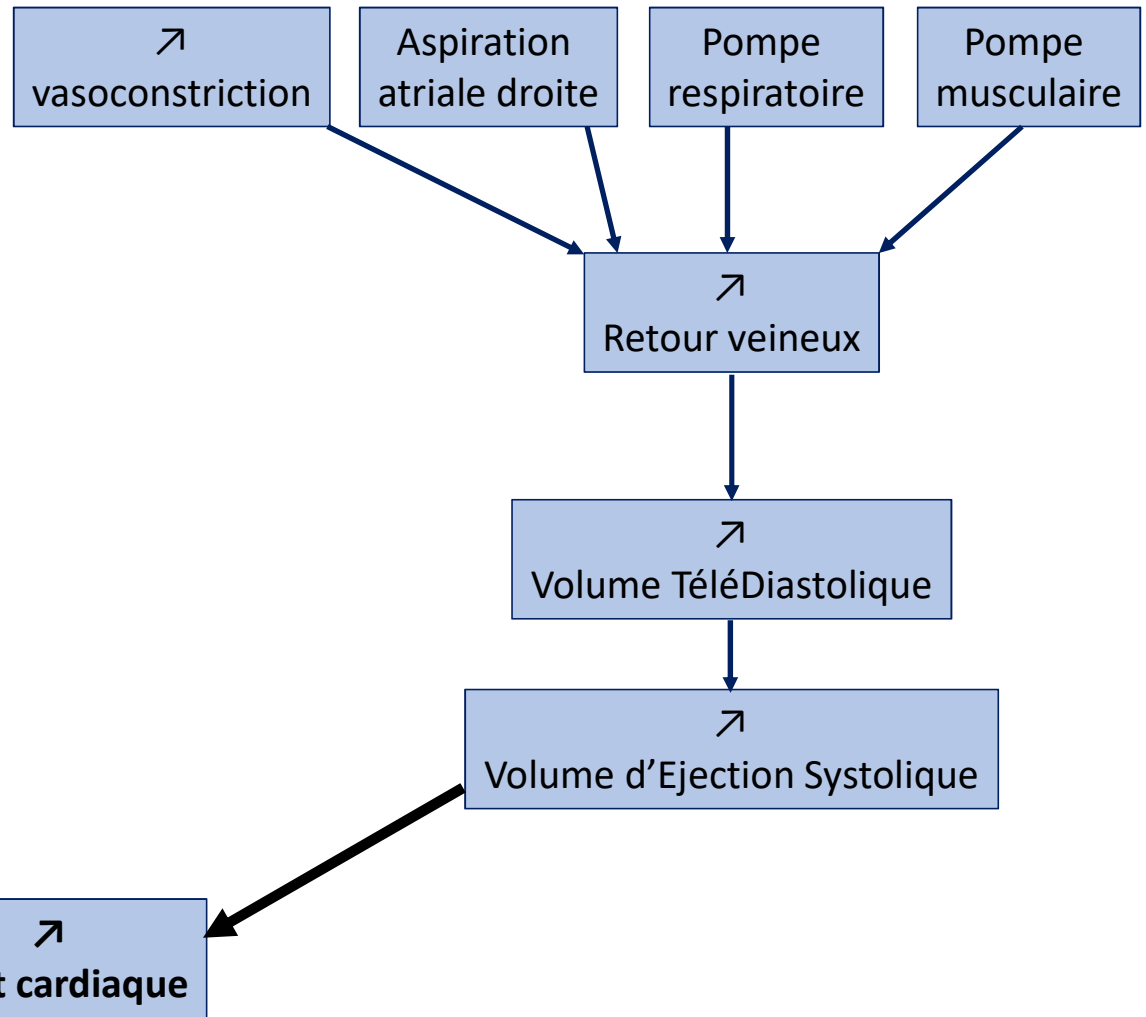 ↗
vasoconstriction
Aspiration
atriale droite
Pompe
respiratoire
Pompe
musculaire
↗
Retour veineux
↗
Volume TéléDiastolique
↗
Volume d’Ejection Systolique
↗
t cardiaque